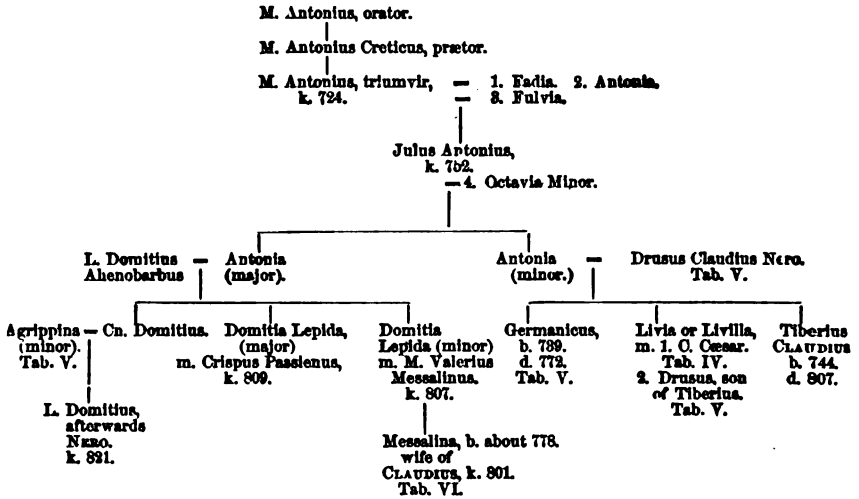 M. Antonius, orator.
M. Antonius Creticus, prætor.
M. Antonius, triumvir, — 1. Fadia. 2. Antonia.
k. 724. — 3. Fulvia.
Julus Antonius,
k. 752.
—4. Octavia Minor.
L. Domitius — Antonia
Ahenobarbus (major).
Antonia — Drusus Claudius Nero.
(minor.) Tab. V.
Agrippina — Cn. Domitius.
(minor).
Tab. V.
Domitia Lepida,
(major)
m. Crispus Passienus,
k. 809.
Domitia
Lepida (minor)
m. M. Valerius
Messalinus.
k. 807.
Germanicus,
b. 739.
d. 772.
Tab. V.
Livia or Livilla,
m. 1. C. Cæsar.
Tab. IV.
2. Drusus, son
of Tiberius.
Tab. V.
Tiberius
CLAUDIUS
b. 744.
d. 807.
L. Domitius,
afterwards
NERO.
k. 821.
Messalina, b. about 778.
wife of
CLAUDIUS, k. 801.
Tab. VI.